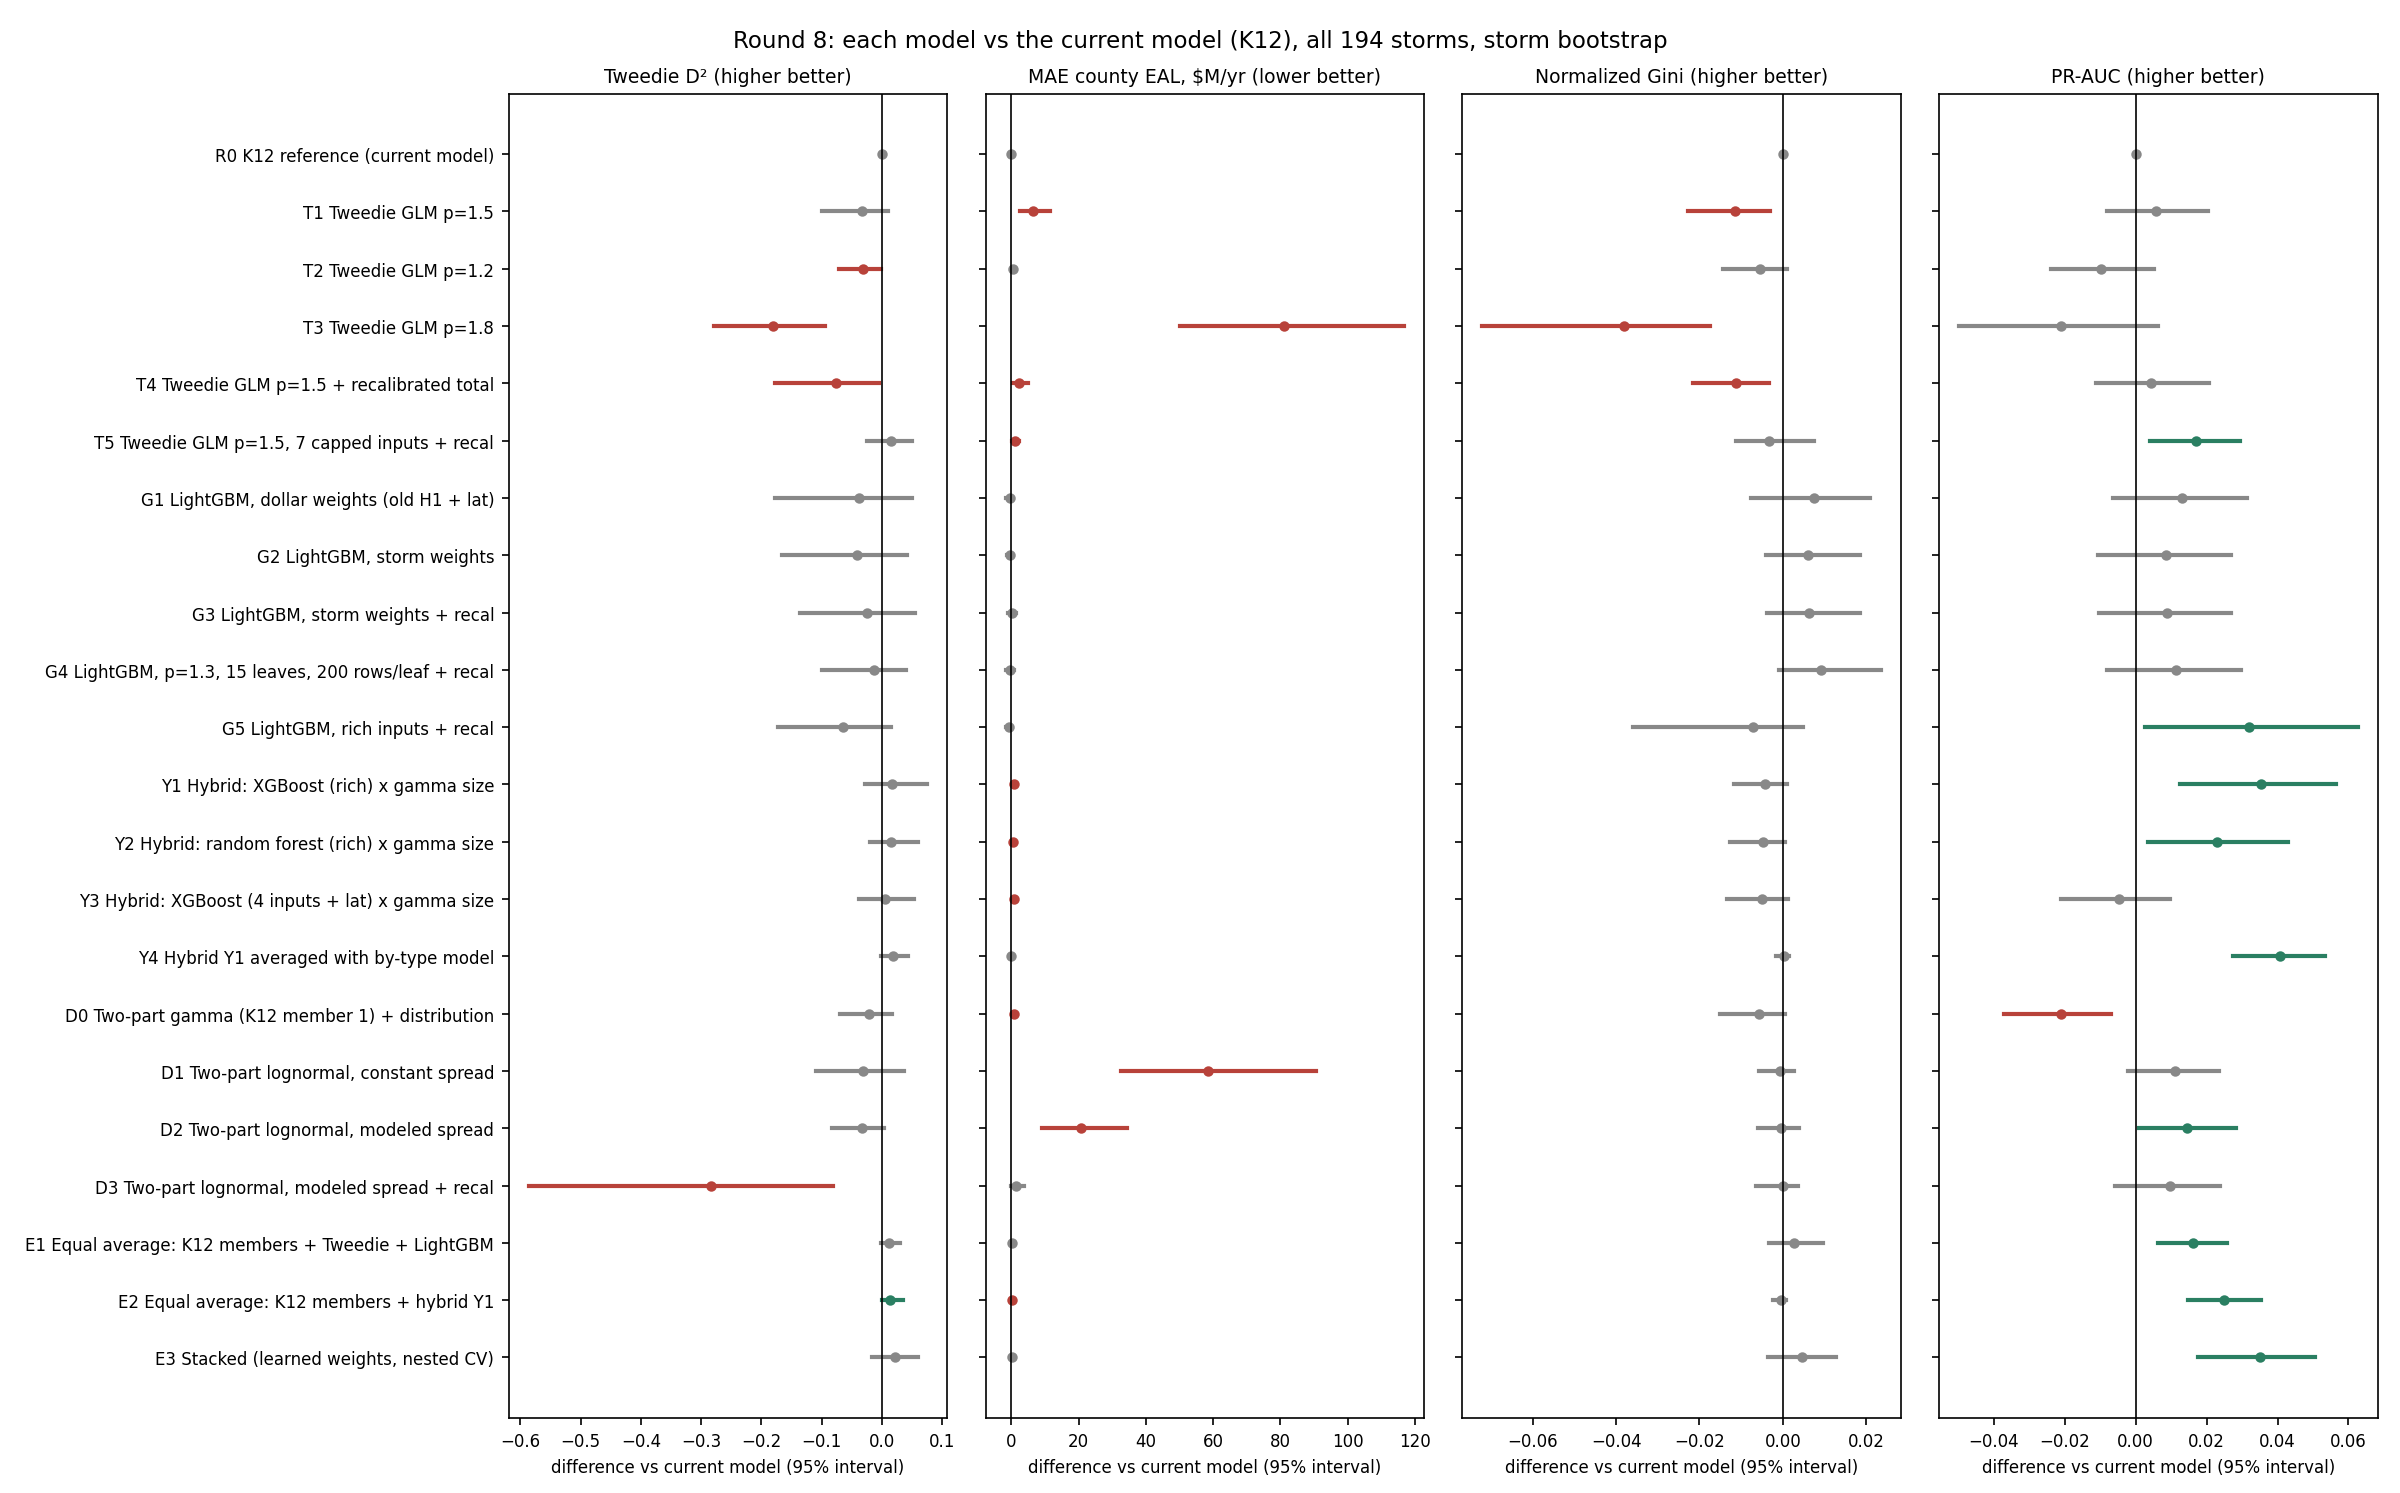 Round 8: each model vs the current model (K12), all 194 storms, storm bootstrap
Tweedie D² (higher better)
MAE county EAL, $M/yr (lower better)
Normalized Gini (higher better)
PR-AUC (higher better)
R0 K12 reference (current model)
T1 Tweedie GLM p=1.5
T2 Tweedie GLM p=1.2
T3 Tweedie GLM p=1.8
T4 Tweedie GLM p=1.5 + recalibrated total
T5 Tweedie GLM p=1.5, 7 capped inputs + recal
G1 LightGBM, dollar weights (old H1 + lat)
G2 LightGBM, storm weights
G3 LightGBM, storm weights + recal
G4 LightGBM, p=1.3, 15 leaves, 200 rows/leaf + recal
G5 LightGBM, rich inputs + recal
Y1 Hybrid: XGBoost (rich) x gamma size
Y2 Hybrid: random forest (rich) x gamma size
Y3 Hybrid: XGBoost (4 inputs + lat) x gamma size
Y4 Hybrid Y1 averaged with by-type model
D0 Two-part gamma (K12 member 1) + distribution
D1 Two-part lognormal, constant spread
D2 Two-part lognormal, modeled spread
D3 Two-part lognormal, modeled spread + recal
E1 Equal average: K12 members + Tweedie + LightGBM
E2 Equal average: K12 members + hybrid Y1
E3 Stacked (learned weights, nested CV)
−0.6 −0.5 −0.4 −0.3 −0.2 −0.1 0.0 0.1
0 20 40 60 80 100 120
−0.06 −0.04 −0.02 0.00 0.02
−0.04 −0.02 0.00 0.02 0.04 0.06
difference vs current model (95% interval)
difference vs current model (95% interval)
difference vs current model (95% interval)
difference vs current model (95% interval)